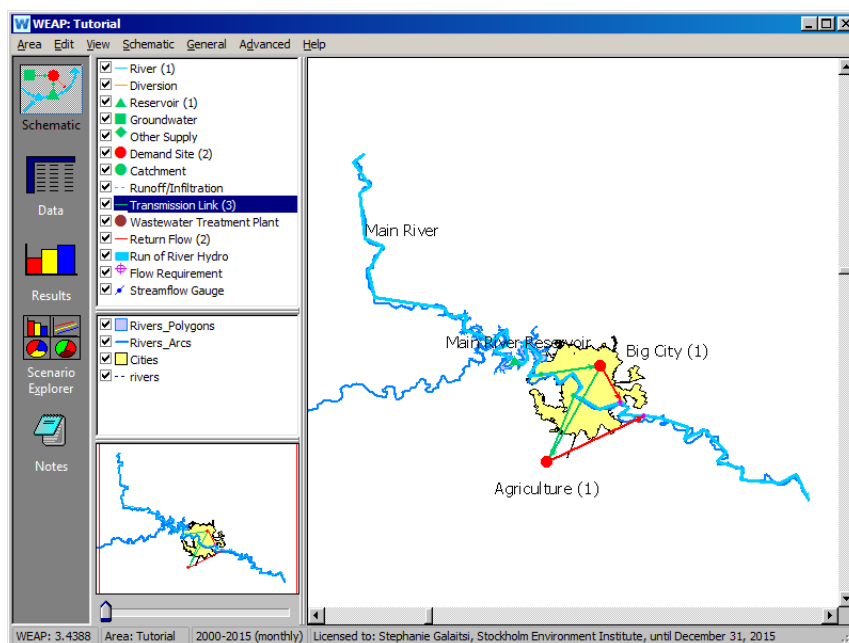 WEAP: Tutorial
Area Edit View Schematic General Advanced Help
Schematic
Data
Results
Scenario
Explorer
Notes
River (1)
Diversion
Reservoir (1)
Groundwater
Other Supply
Demand Site (2)
Catchment
Runoff/Infiltration
Transmission Link (3)
Wastewater Treatment Plant
Return Flow (2)
Run of River Hydro
Flow Requirement
Streamflow Gauge
Rivers_Polygons
Rivers_Arcs
Cities
rivers
Main River
Main River Reservoir
Big City (1)
Agriculture (1)
WEAP: 3.4388 Area: Tutorial 2000-2015 (monthly) Licensed to: Stephanie Galaitsi, Stockholm Environment Institute, until December 31, 2015